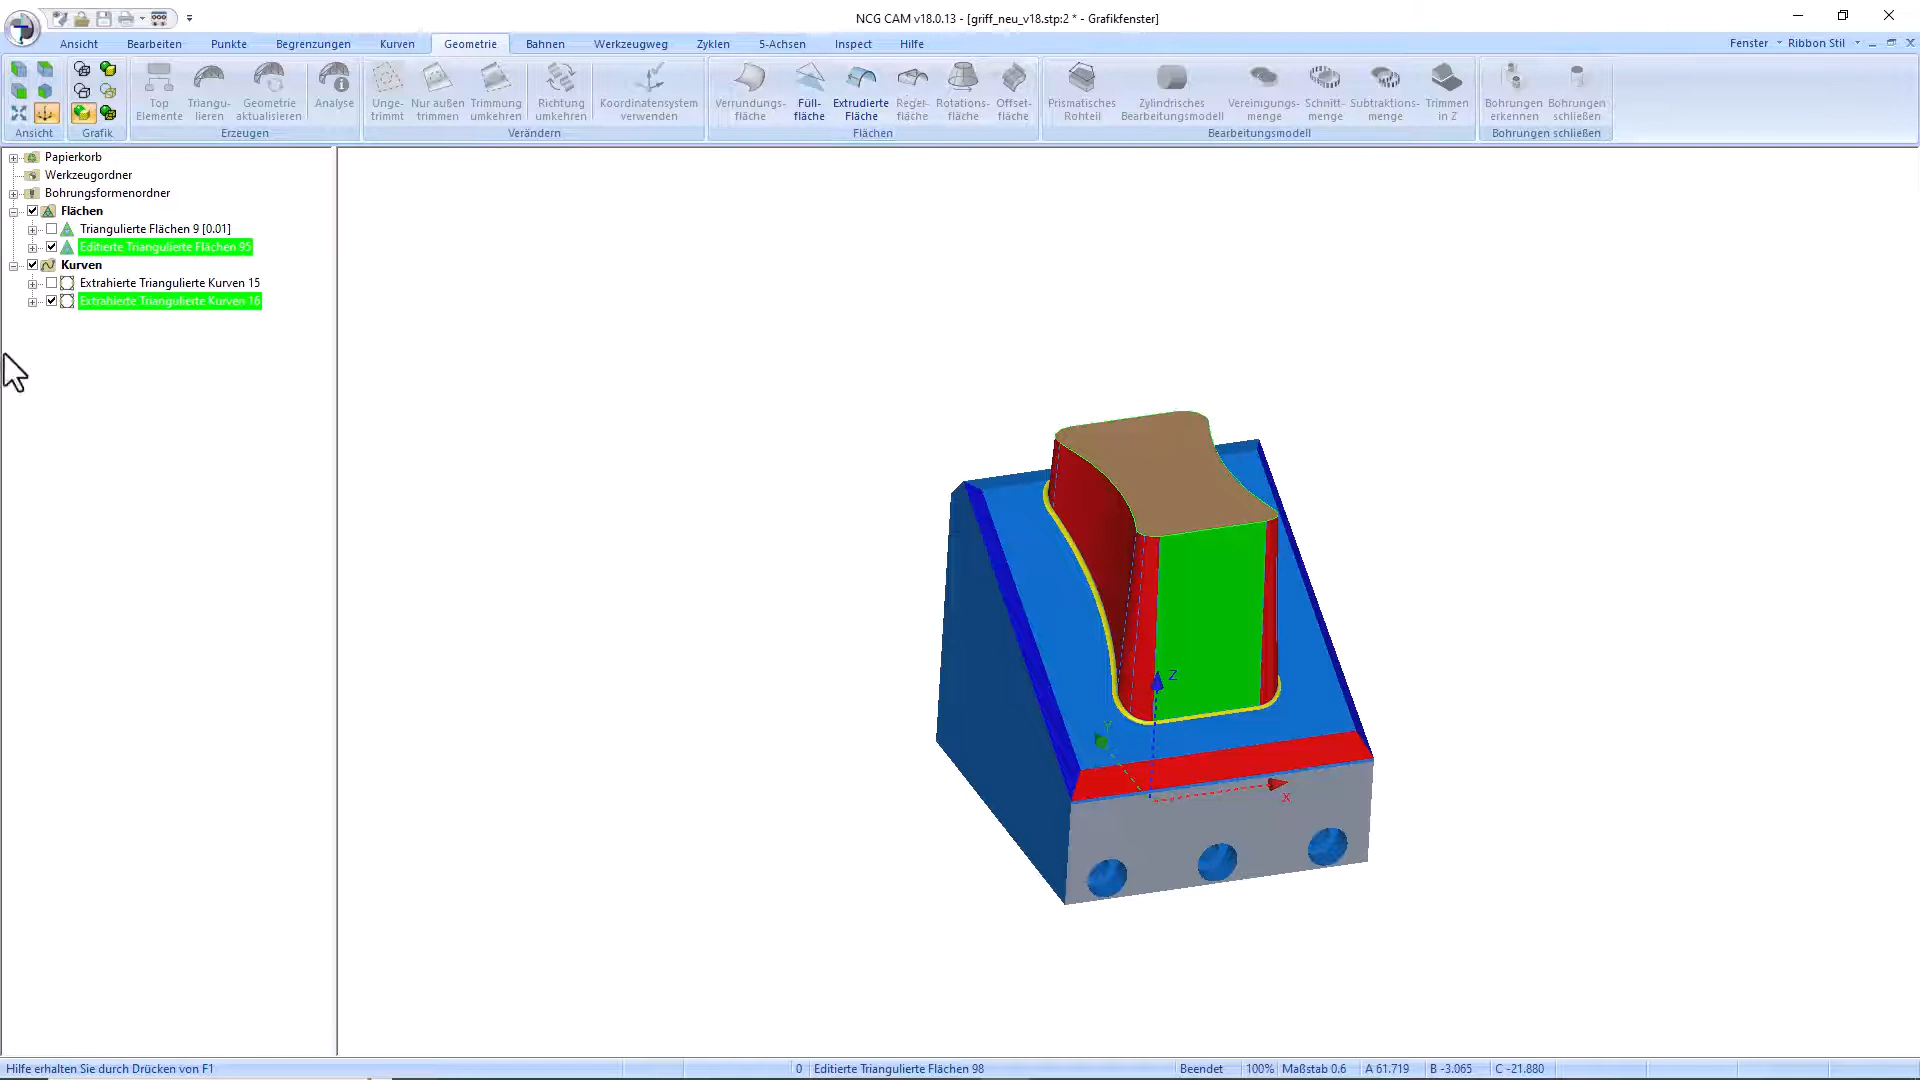 NCG CAM v18.0.13 - [griff_neu_v18.stp:2 * - Grafikfenster]
Ansicht Bearbeiten Punkte Begrenzungen Kurven Geometrie Bahnen Werkzeugweg Zyklen 5-Achsen Inspect Hilfe Fenster Ribbon Stil
Top Elemente
Triangu-lieren
Geometrie aktualisieren
Analyse
Unge-trimmt
Nur außen trimmen
Trimmung umkehren
Richtung umkehren
Koordinatensystem verwenden
Verrundungs-fläche
Füll-fläche
Extrudierte Fläche
Regel-fläche
Rotations-fläche
Offset-fläche
Prismatisches Rohteil
Zylindrisches Bearbeitungsmodell
Vereinigungs-menge
Schnitt-menge
Subtraktions-menge
Trimmen in Z
Bohrungen erkennen
Bohrungen schließen
Ansicht Grafik Erzeugen Verändern Flächen Bearbeitungsmodell Bohrungen schließen
Papierkorb
Werkzeugordner
Bohrungsformenordner
Flächen
Triangulierte Flächen 9 [0.01]
Editierte Triangulierte Flächen 95
Kurven
Extrahierte Triangulierte Kurven 15
Extrahierte Triangulierte Kurven 16
Z
Y
X
Hilfe erhalten Sie durch Drücken von F1 0 Editierte Triangulierte Flächen 98 Beendet 100% Maßstab 0.6 A 61.719 B -3.065 C -21.880